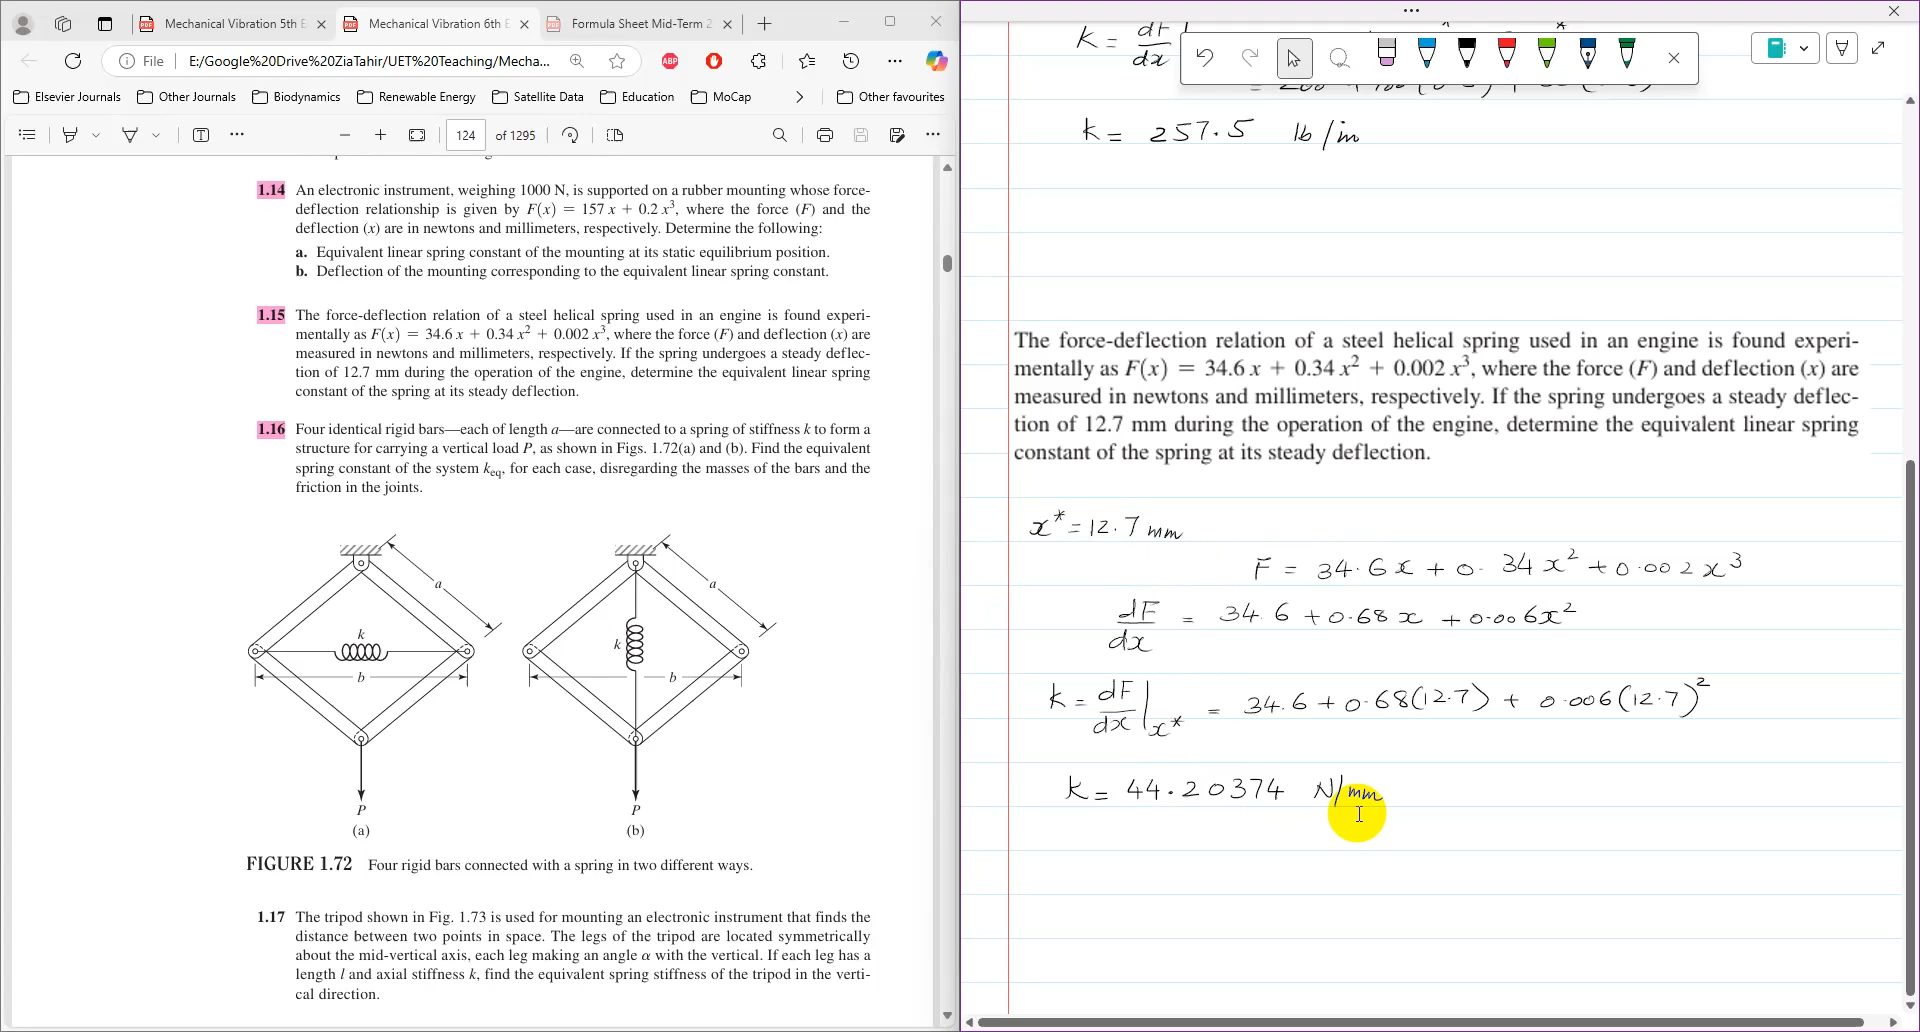 Mechanical Vibration 5th E
Mechanical Vibration 6th E
Formula Sheet Mid-Term 2
File
E:/Google%20Drive%20ZiaTahir/UET%20Teaching/Mecha...
ABP
Elsevier Journals
Other Journals
Biodynamics
Renewable Energy
Satellite Data
Education
MoCap
Other favourites
124 of 1295
1.14 An electronic instrument, weighing 1000 N, is supported on a rubber mounting whose force-
deflection relationship is given by F(x) = 157 x + 0.2 x³, where the force (F) and the
deflection (x) are in newtons and millimeters, respectively. Determine the following:
a. Equivalent linear spring constant of the mounting at its static equilibrium position.
b. Deflection of the mounting corresponding to the equivalent linear spring constant.
1.15 The force-deflection relation of a steel helical spring used in an engine is found experi-
mentally as F(x) = 34.6 x + 0.34 x² + 0.002 x³, where the force (F) and deflection (x) are
measured in newtons and millimeters, respectively. If the spring undergoes a steady deflec-
tion of 12.7 mm during the operation of the engine, determine the equivalent linear spring
constant of the spring at its steady deflection.
1.16 Four identical rigid bars—each of length a—are connected to a spring of stiffness k to form a
structure for carrying a vertical load P, as shown in Figs. 1.72(a) and (b). Find the equivalent
spring constant of the system keq, for each case, disregarding the masses of the bars and the
friction in the joints.
a
k
b
P
(a)
a
k
b
P
(b)
FIGURE 1.72 Four rigid bars connected with a spring in two different ways.
1.17 The tripod shown in Fig. 1.73 is used for mounting an electronic instrument that finds the
distance between two points in space. The legs of the tripod are located symmetrically
about the mid-vertical axis, each leg making an angle α with the vertical. If each leg has a
length l and axial stiffness k, find the equivalent spring stiffness of the tripod in the verti-
cal direction.
k = dF/dx
k = 257.5 lb/in
The force-deflection relation of a steel helical spring used in an engine is found experi-
mentally as F(x) = 34.6 x + 0.34 x² + 0.002 x³, where the force (F) and deflection (x) are
measured in newtons and millimeters, respectively. If the spring undergoes a steady deflec-
tion of 12.7 mm during the operation of the engine, determine the equivalent linear spring
constant of the spring at its steady deflection.
x* = 12.7 mm
F = 34.6x + 0.34x² + 0.002x³
dF/dx = 34.6 + 0.68x + 0.006x²
k = dF/dx|x* = 34.6 + 0.68(12.7) + 0.006(12.7)²
k = 44.20374 N/mm